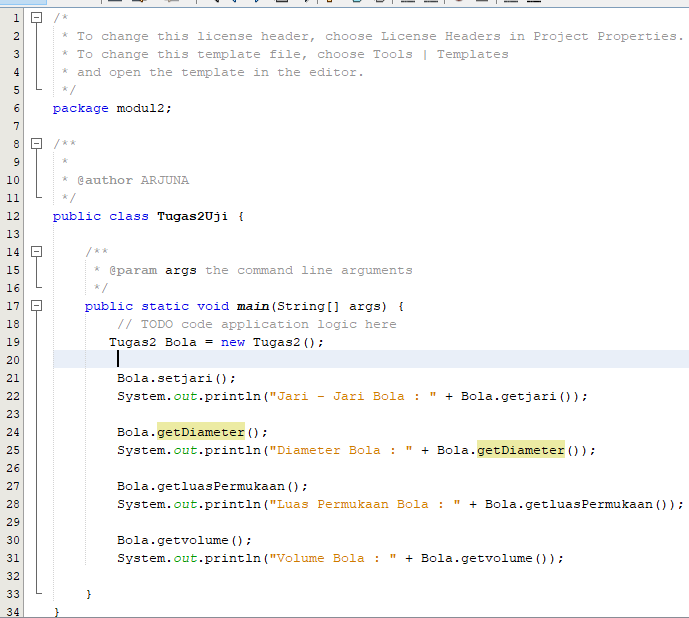 1 /*
2 * To change this license header, choose License Headers in Project Properties.
3 * To change this template file, choose Tools | Templates
4 * and open the template in the editor.
5 */
6 package modul2;
7
8 /**
9 *
10 * @author ARJUNA
11 */
12 public class Tugas2Uji {
13
14 /**
15 * @param args the command line arguments
16 */
17 public static void main(String[] args) {
18 // TODO code application logic here
19 Tugas2 Bola = new Tugas2();
20
21 Bola.setjari();
22 System.out.println("Jari - Jari Bola : " + Bola.getjari());
23
24 Bola.getDiameter();
25 System.out.println("Diameter Bola : " + Bola.getDiameter());
26
27 Bola.getluasPermukaan();
28 System.out.println("Luas Permukaan Bola : " + Bola.getluasPermukaan());
29
30 Bola.getvolume();
31 System.out.println("Volume Bola : " + Bola.getvolume());
32
33 }
34 }